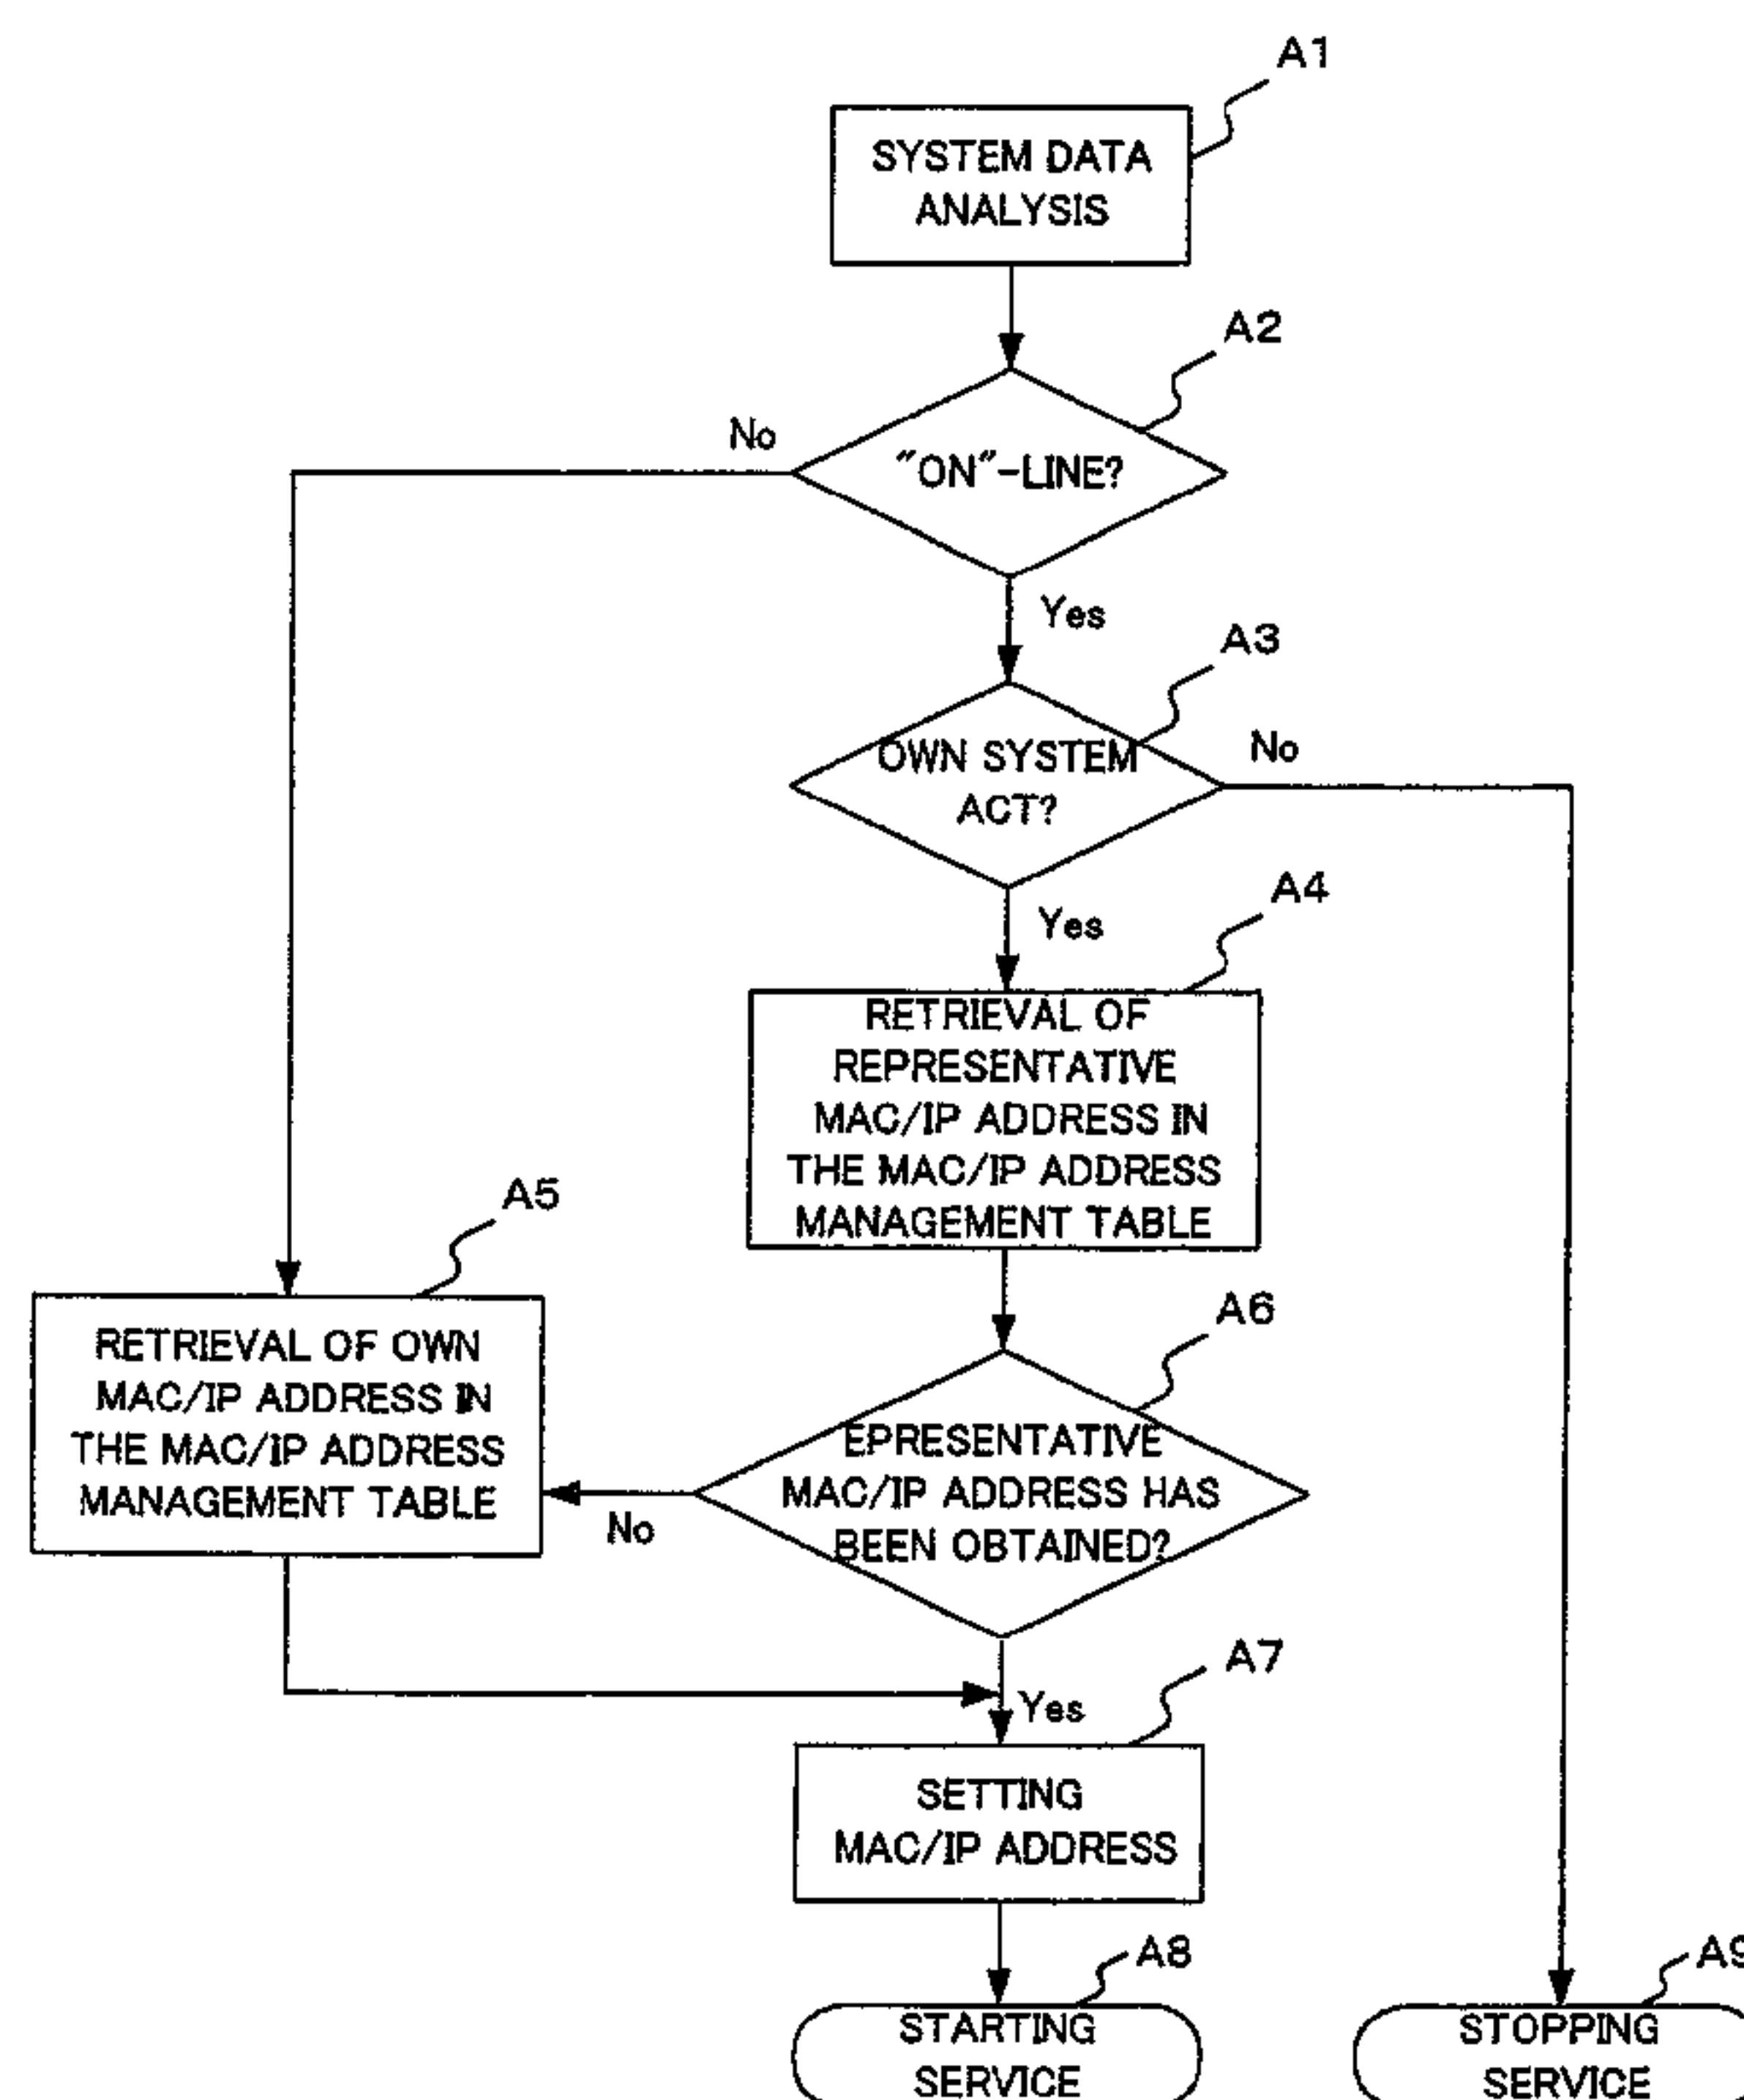 A1
SYSTEM DATA
ANALYSIS
A2
No
"ON"-LINE?
Yes
A3
OWN SYSTEM
ACT?
No
Yes
A4
RETRIEVAL OF
REPRESENTATIVE
MAC/IP ADDRESS IN
THE MAC/IP ADDRESS
MANAGEMENT TABLE
A5
RETRIEVAL OF OWN
MAC/IP ADDRESS IN
THE MAC/IP ADDRESS
MANAGEMENT TABLE
A6
EPRESENTATIVE
MAC/IP ADDRESS HAS
BEEN OBTAINED?
No
Yes
A7
SETTING
MAC/IP ADDRESS
A8
STARTING
SERVICE
A9
STOPPING
SERVICE